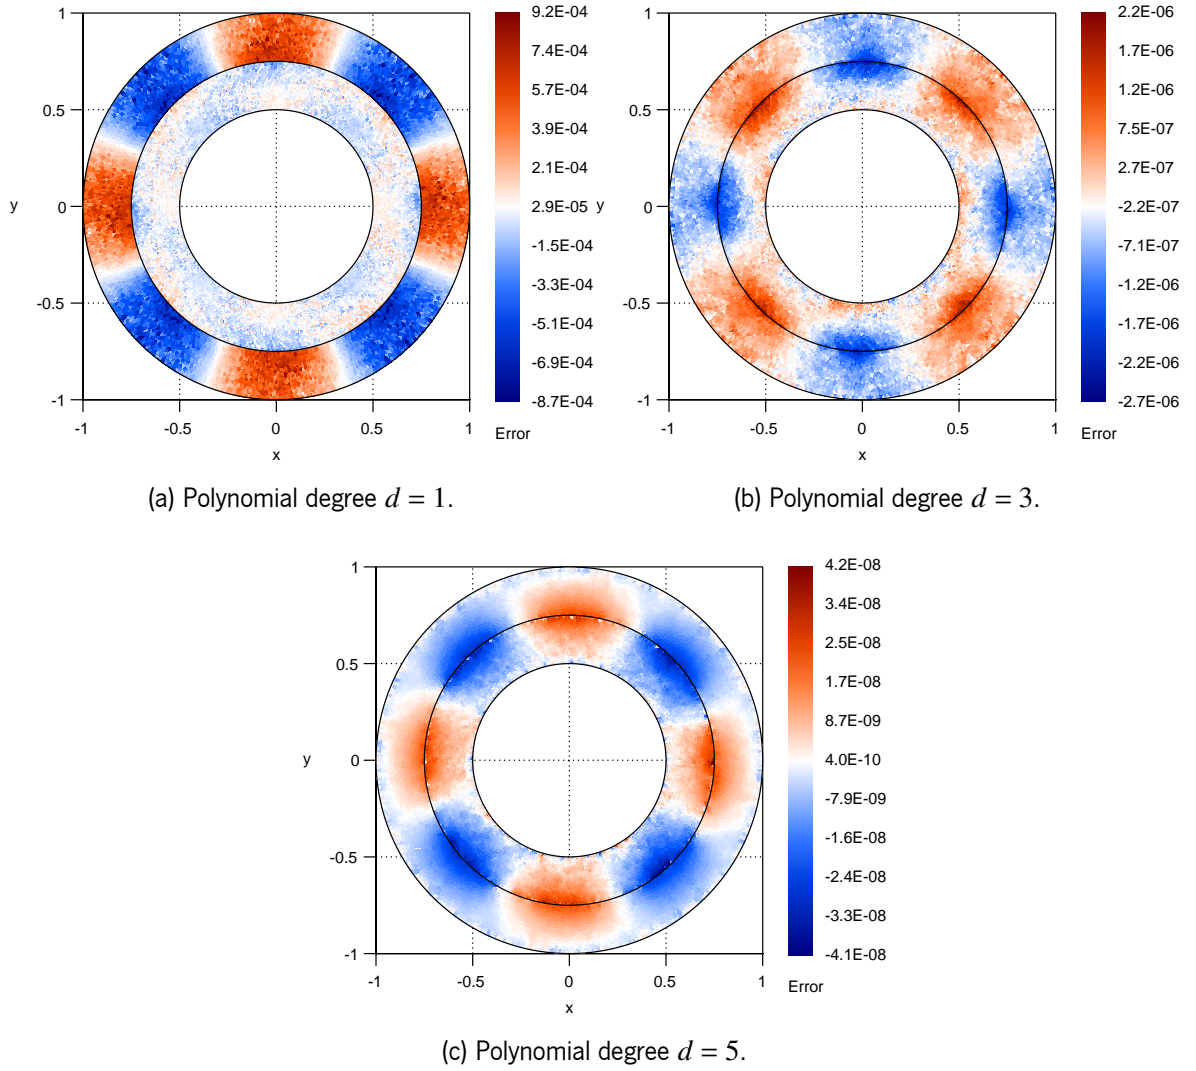 1
0.5
y
0
-0.5
-1
-1
-0.5
0
0.5
1
x
9.2E-04
7.4E-04
5.7E-04
3.9E-04
2.1E-04
2.9E-05
-1.5E-04
-3.3E-04
-5.1E-04
-6.9E-04
-8.7E-04
Error
(a) Polynomial degree d = 1.
1
0.5
y
0
-0.5
-1
-1
-0.5
0
0.5
1
x
2.2E-06
1.7E-06
1.2E-06
7.5E-07
2.7E-07
-2.2E-07
-7.1E-07
-1.2E-06
-1.7E-06
-2.2E-06
-2.7E-06
Error
(b) Polynomial degree d = 3.
1
0.5
y
0
-0.5
-1
-1
-0.5
0
0.5
1
x
4.2E-08
3.4E-08
2.5E-08
1.7E-08
8.7E-09
4.0E-10
-7.9E-09
-1.6E-08
-2.4E-08
-3.3E-08
-4.1E-08
Error
(c) Polynomial degree d = 5.